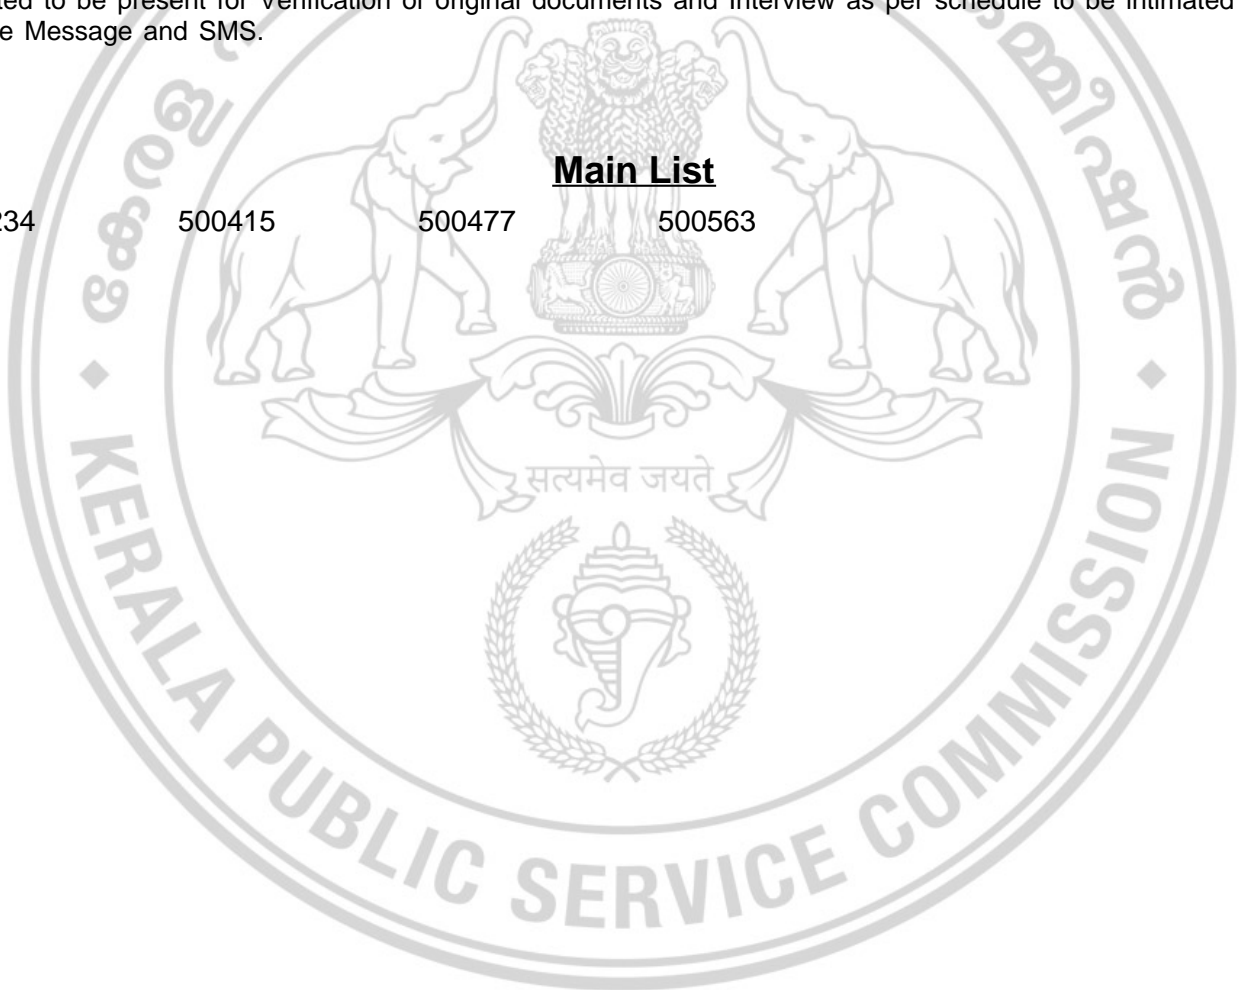 ted to be present for Verification of original documents and Interview as per schedule to be intimated
e Message and SMS.
Main List
234 500415 500477 500563
सत्यमेव जयते
KERALA PUBLIC SERVICE COMMISSION